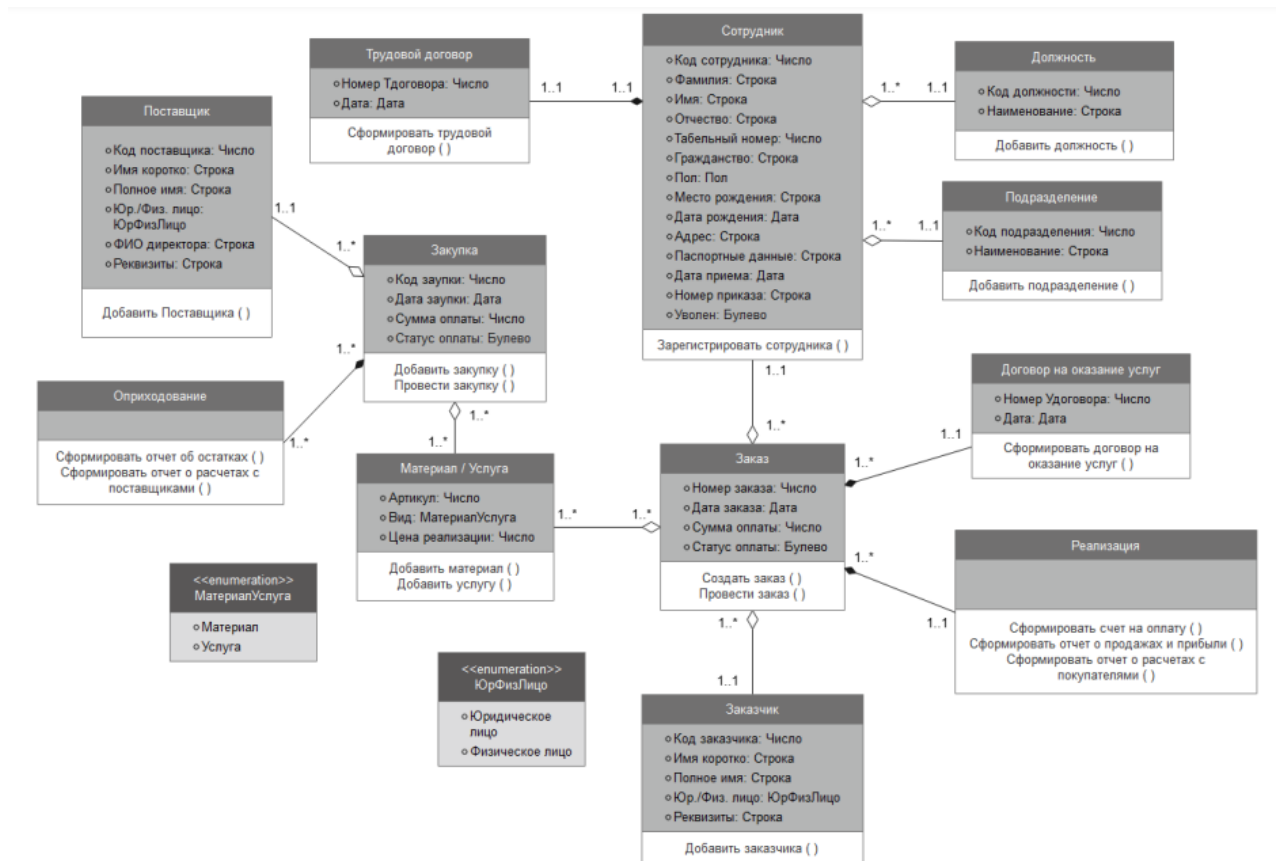 Трудовой договор
Номер Тдоговора: Число
Дата: Дата
Сформировать трудовой
договор ( )
1..1
1..1
Сотрудник
Код сотрудника: Число
Фамилия: Строка
Имя: Строка
Отчество: Строка
Табельный номер: Число
Гражданство: Строка
Пол: Пол
Место рождения: Строка
Дата рождения: Дата
Адрес: Строка
Паспортные данные: Строка
Дата приема: Дата
Номер приказа: Строка
Уволен: Булево
Зарегистрировать сотрудника ( )
1..*
1..1
Должность
Код должности: Число
Наименование: Строка
Добавить должность ( )
1..*
1..1
Подразделение
Код подразделения: Число
Наименование: Строка
Добавить подразделение ( )
Поставщик
Код поставщика: Число
Имя коротко: Строка
Полное имя: Строка
Юр./Физ. лицо:
ЮрФизЛицо
ФИО директора: Строка
Реквизиты: Строка
Добавить Поставщика ( )
1..1
1..*
Закупка
Код заупки: Число
Дата заупки: Дата
Сумма оплаты: Число
Статус оплаты: Булево
Добавить закупку ( )
Провести закупку ( )
1..*
1..*
Оприходование
Сформировать отчет об остатках ( )
Сформировать отчет о расчетах с
поставщиками ( )
1..*
1..*
Материал / Услуга
Артикул: Число
Вид: МатериалУслуга
Цена реализации: Число
Добавить материал ( )
Добавить услугу ( )
1..*
1..*
1..1
1..*
Заказ
Номер заказа: Число
Дата заказа: Дата
Сумма оплаты: Число
Статус оплаты: Булево
Создать заказ ( )
Провести заказ ( )
1..*
1..1
Договор на оказание услуг
Номер Удоговора: Число
Дата: Дата
Сформировать договор на
оказание услуг ( )
1..*
1..1
Реализация
Сформировать счет на оплату ( )
Сформировать отчет о продажах и прибыли ( )
Сформировать отчет о расчетах с
покупателями ( )
<<enumeration>>
МатериалУслуга
Материал
Услуга
<<enumeration>>
ЮрФизЛицо
Юридическое
лицо
Физическое лицо
1..*
1..1
Заказчик
Код заказчика: Число
Имя коротко: Строка
Полное имя: Строка
Юр./Физ. лицо: ЮрФизЛицо
Реквизиты: Строка
Добавить заказчика ( )